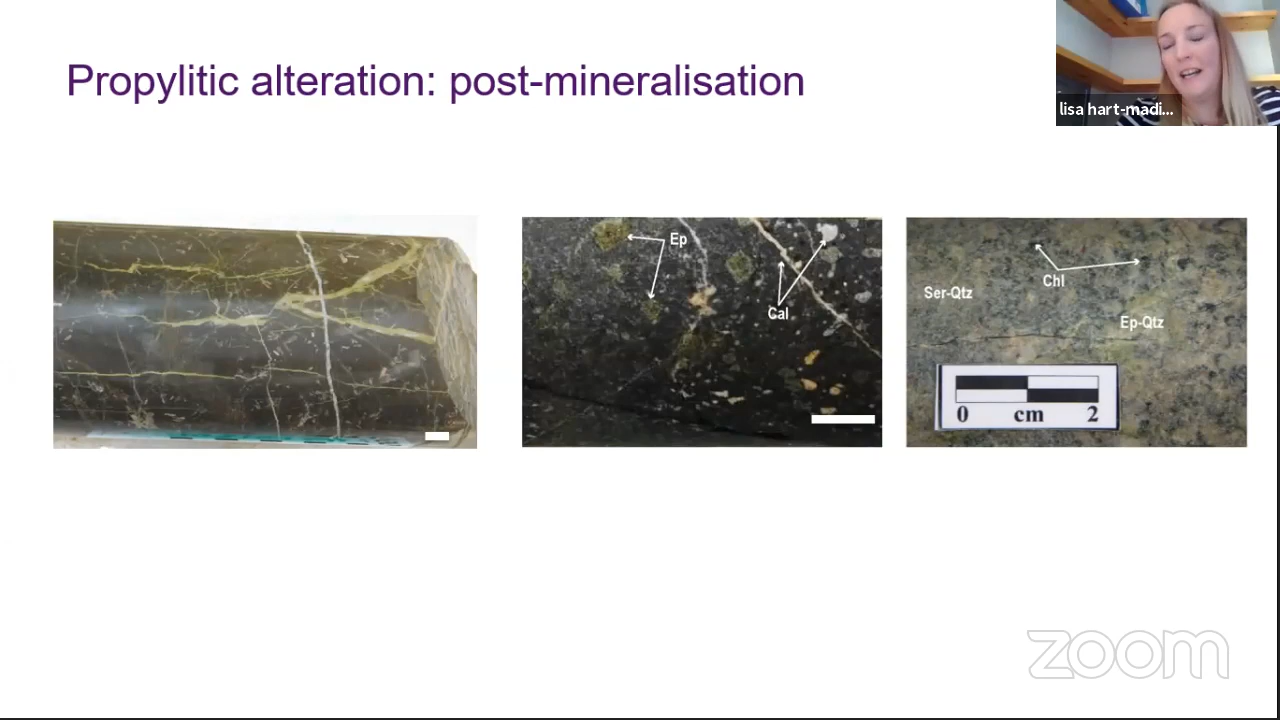 Propylitic alteration: post-mineralisation
lisa hart-madi...
Ep
Cal
Chl
Ser-Qtz
Ep-Qtz
0 cm 2
zoom